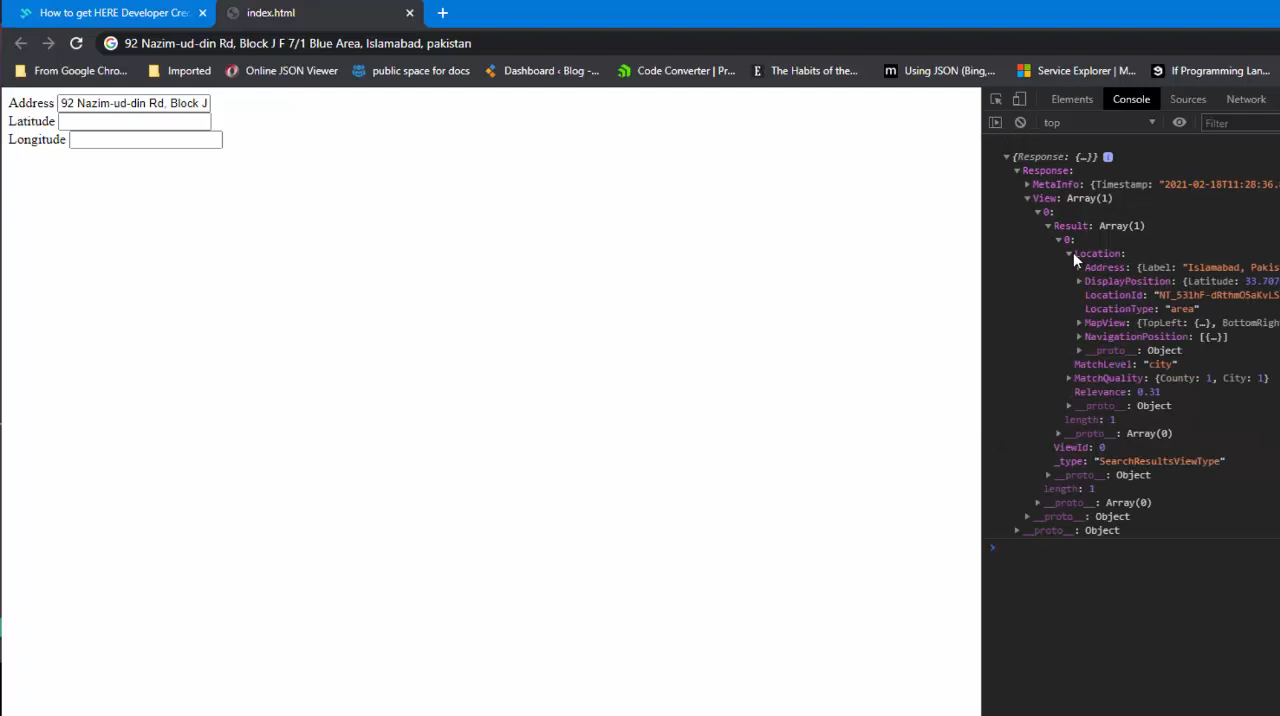 How to get HERE Developer Cre
index.html
92 Nazim-ud-din Rd, Block J F 7/1 Blue Area, Islamabad, pakistan
From Google Chro... Imported Online JSON Viewer public space for docs Dashboard ‹ Blog -... Code Converter | Pr... E The Habits of the... m Using JSON (Bing,... Service Explorer | M... If Programming Lan...
Address 92 Nazim-ud-din Rd, Block J
Latitude
Longitude
Elements Console Sources Network
top Filter
{Response: {…}} i
Response:
MetaInfo: {Timestamp: "2021-02-18T11:28:36.
View: Array(1)
0:
Result: Array(1)
0:
Location:
Address: {Label: "Islamabad, Pakis
DisplayPosition: {Latitude: 33.707
LocationId: "NT_531hF-dRthmO5aKvLS
LocationType: "area"
MapView: {TopLeft: {…}, BottomRigh
NavigationPosition: [{…}]
__proto__: Object
MatchLevel: "city"
MatchQuality: {County: 1, City: 1}
Relevance: 0.31
__proto__: Object
length: 1
__proto__: Array(0)
ViewId: 0
_type: "SearchResultsViewType"
__proto__: Object
length: 1
__proto__: Array(0)
__proto__: Object
__proto__: Object